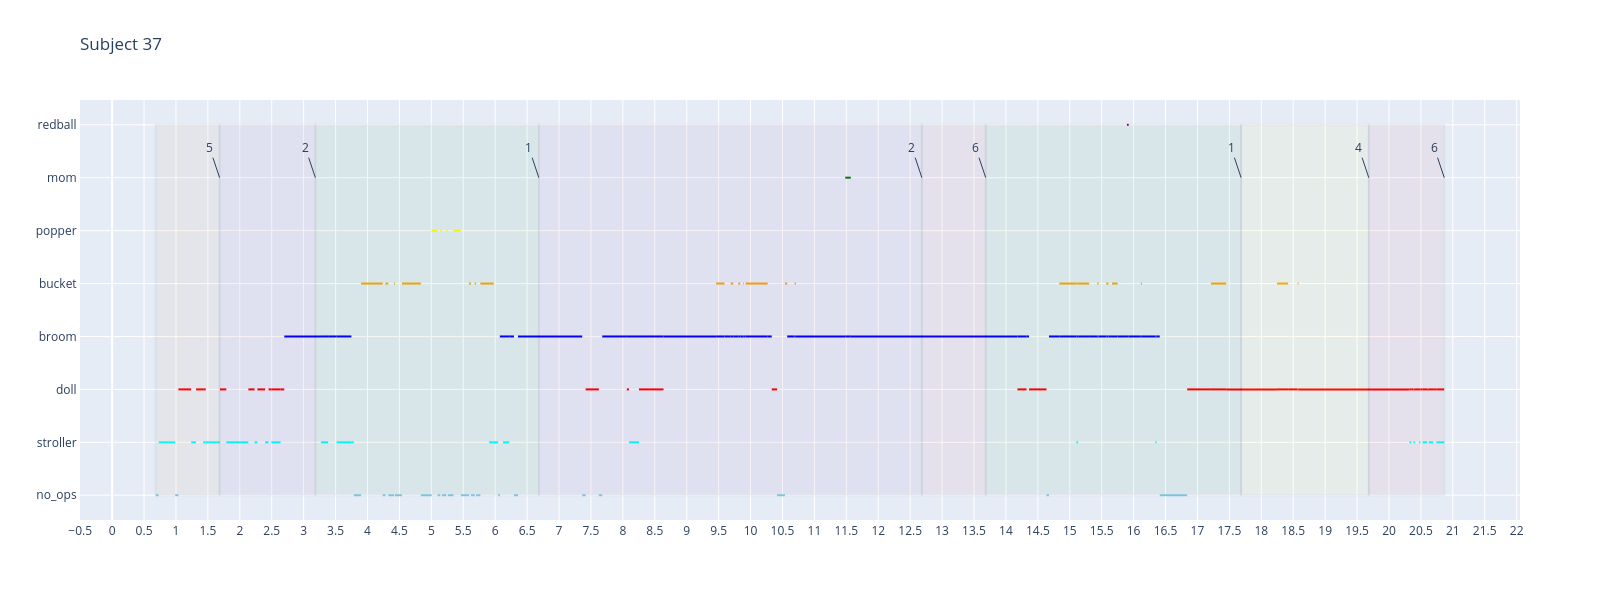 Subject 37
redball
5 2 1 2 6 1 4 6
mom
popper
bucket
broom
doll
stroller
no_ops
−0.5 0 0.5 1 1.5 2 2.5 3 3.5 4 4.5 5 5.5 6 6.5 7 7.5 8 8.5 9 9.5 10 10.5 11 11.5 12 12.5 13 13.5 14 14.5 15 15.5 16 16.5 17 17.5 18 18.5 19 19.5 20 20.5 21 21.5 22